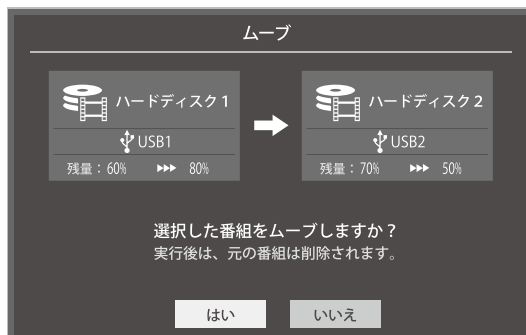 ムーブ
ハードディスク1
USB1
残量：60% ▸▸▸ 80%
ハードディスク2
USB2
残量：70% ▸▸▸ 50%
選択した番組をムーブしますか？
実行後は、元の番組は削除されます。
はい
いいえ